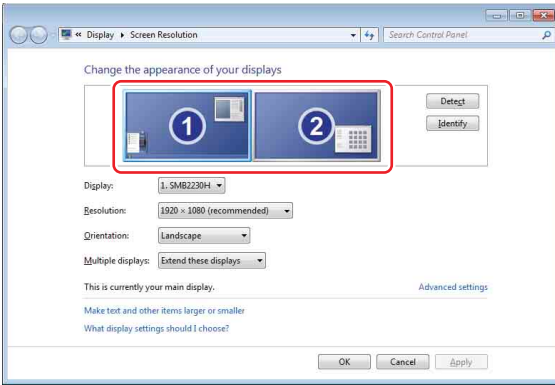 « Display ▸ Screen Resolution Search Control Panel
Change the appearance of your displays
1 2
Detect
Identify
Display: 1. SMB2230H
Resolution: 1920 × 1080 (recommended)
Orientation: Landscape
Multiple displays: Extend these displays
This is currently your main display. Advanced settings
Make text and other items larger or smaller
What display settings should I choose?
OK Cancel Apply